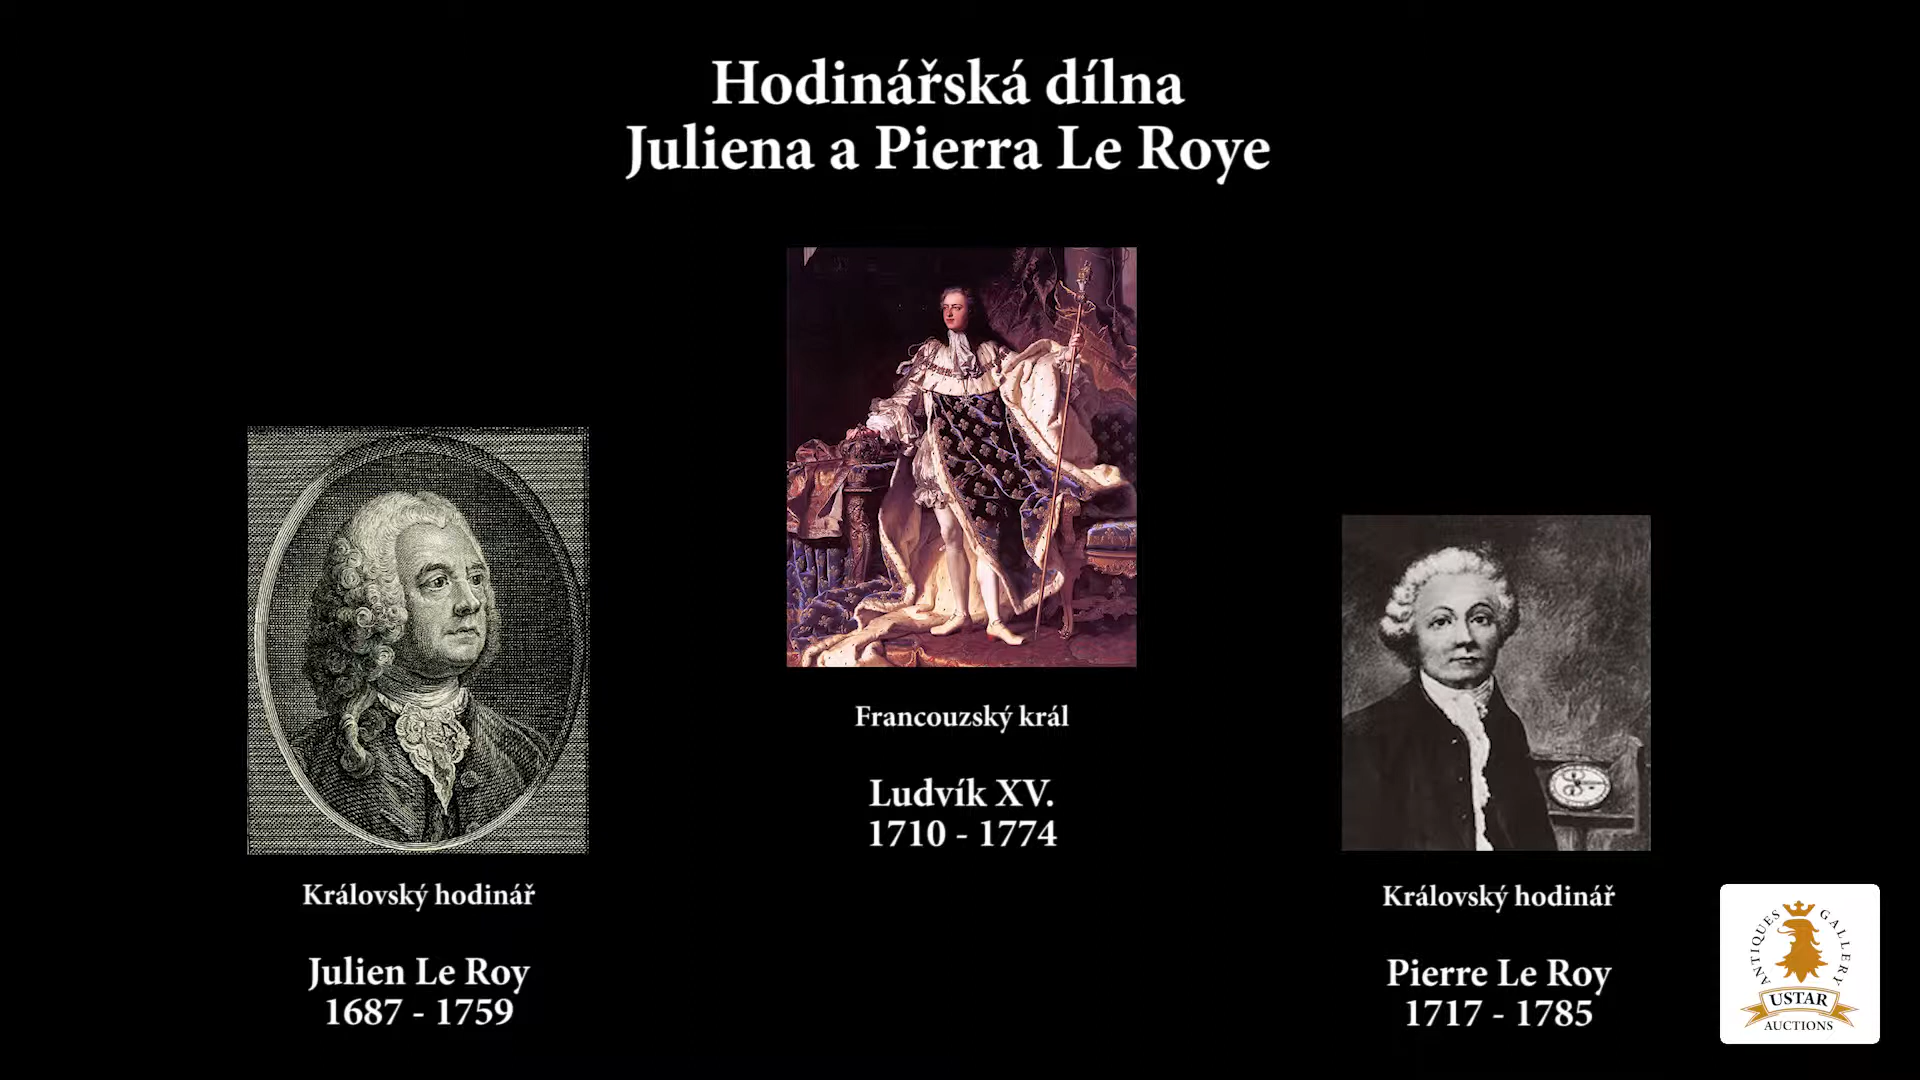 Hodinářská dílna
Juliena a Pierra Le Roye
Francouzský král
Ludvík XV.
1710 - 1774
Královský hodinář
Julien Le Roy
1687 - 1759
Královský hodinář
Pierre Le Roy
1717 - 1785
ANTIQUES GALLERY
USTAR
AUCTIONS